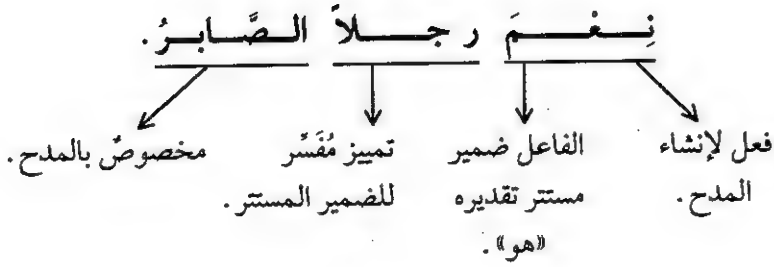 نِعْمَ رجلاً الصَّابرُ.
فعل لإنشاء الفاعل ضمير تمييز مُفَسِّر مخصوصٌ بالمدح.
المدح. مستتر تقديره للضمير المستتر.
«هو».